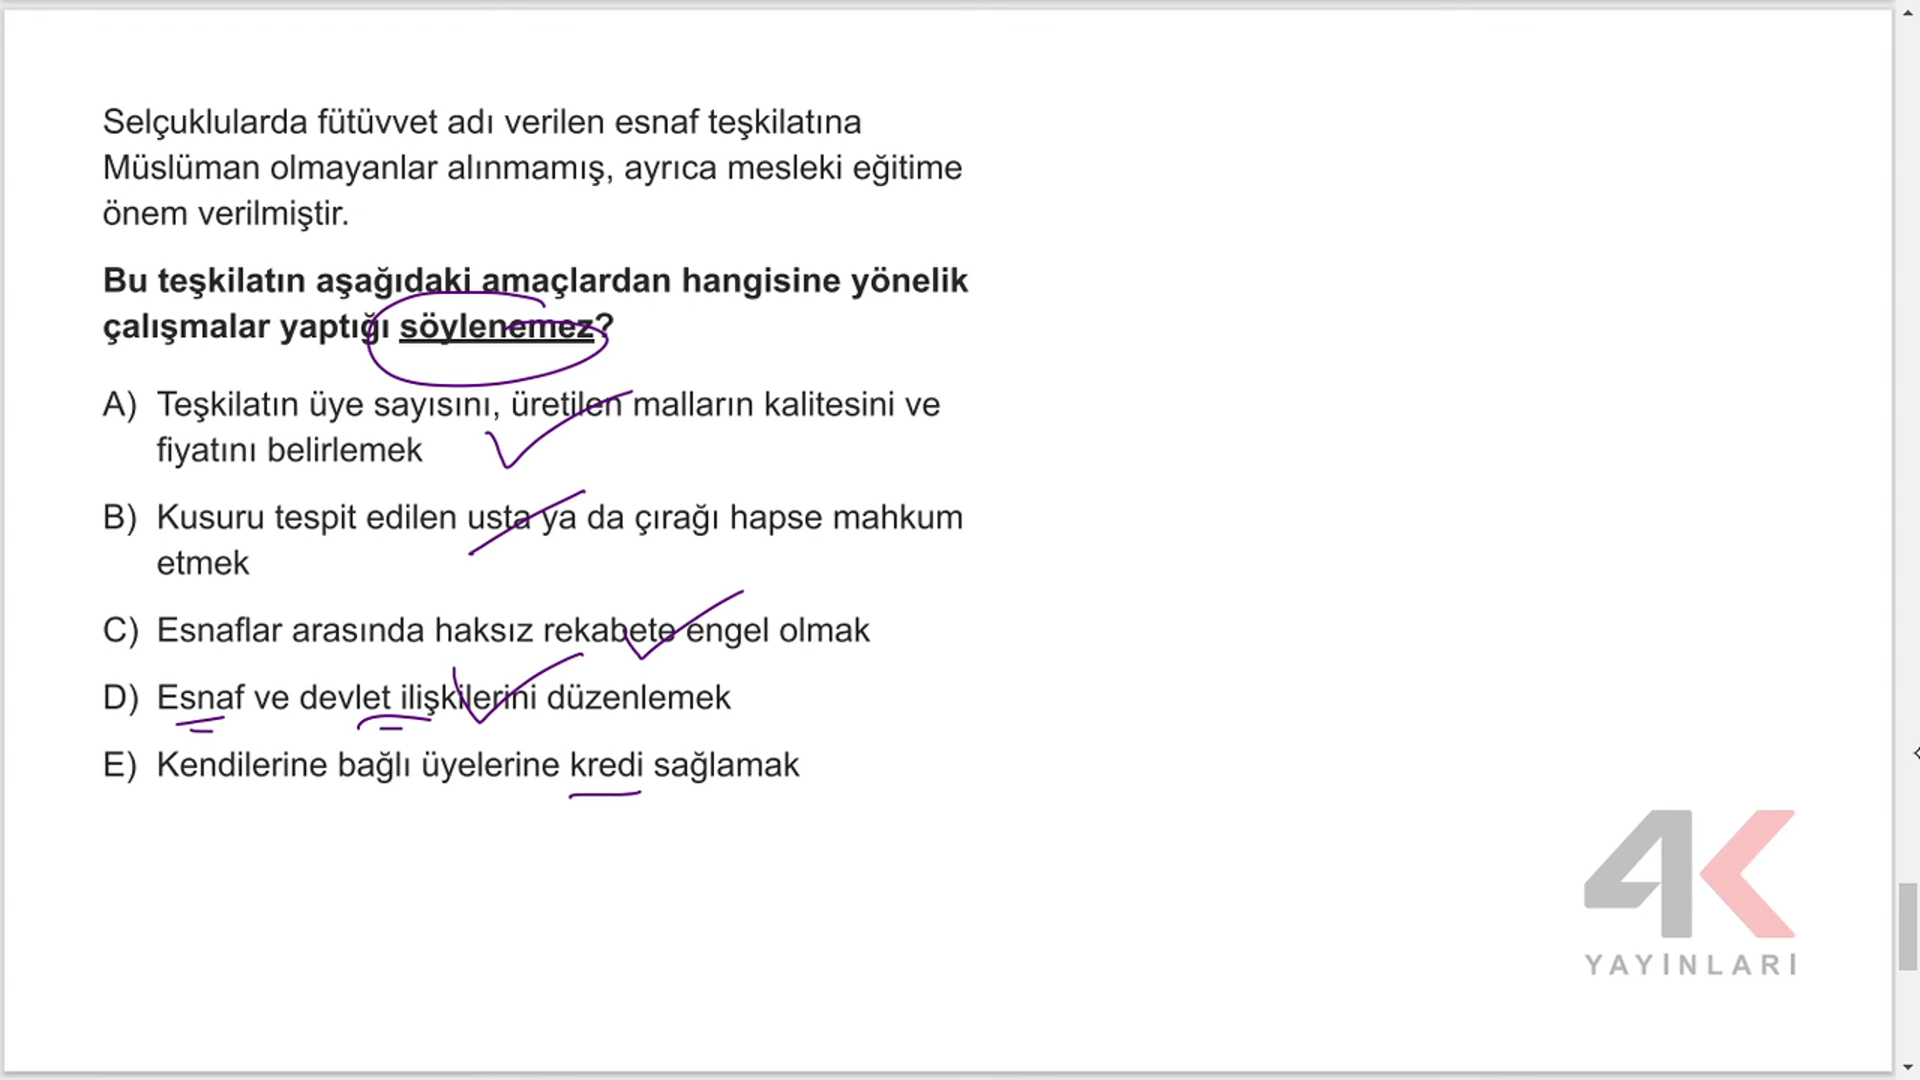 Selçuklularda fütüvvet adı verilen esnaf teşkilatına
Müslüman olmayanlar alınmamış, ayrıca mesleki eğitime
önem verilmiştir.
Bu teşkilatın aşağıdaki amaçlardan hangisine yönelik
çalışmalar yaptığı söylenemez?
A) Teşkilatın üye sayısını, üretilen malların kalitesini ve
fiyatını belirlemek
B) Kusuru tespit edilen usta ya da çırağı hapse mahkum
etmek
C) Esnaflar arasında haksız rekabete engel olmak
D) Esnaf ve devlet ilişkilerini düzenlemek
E) Kendilerine bağlı üyelerine kredi sağlamak
4K
YAYINLARI